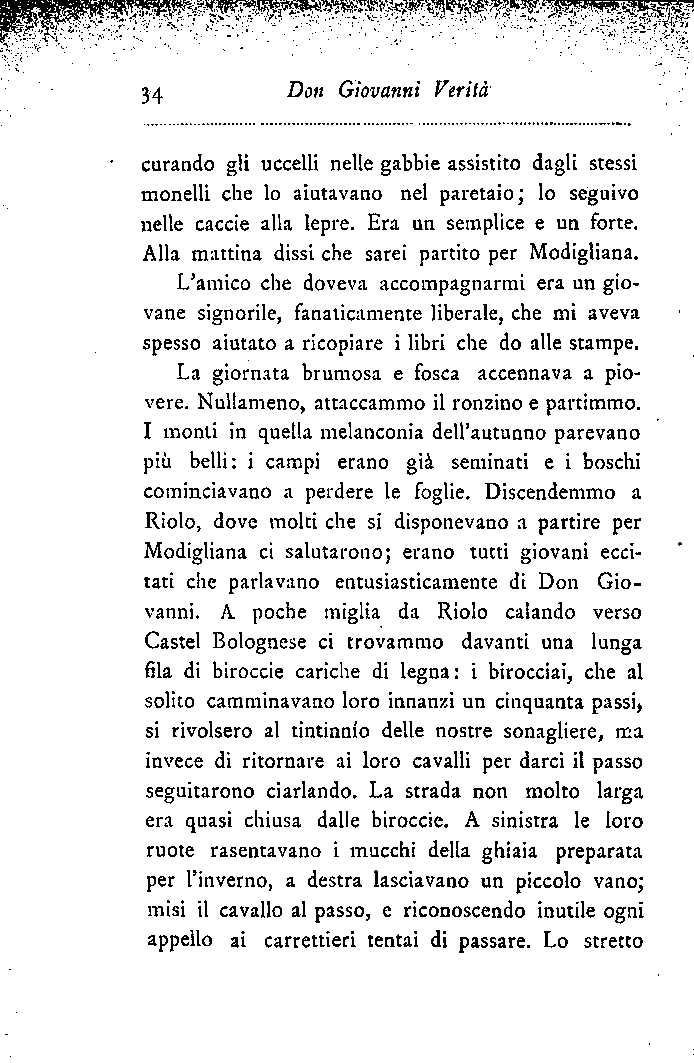 34 Don Giovanni Verità
curando gli uccelli nelle gabbie assistito dagli stessi
monelli che lo aiutavano nel paretaio; lo seguivo
nelle caccie alla lepre. Era un semplice e un forte.
Alla mattina dissi che sarei partito per Modigliana.
L'amico che doveva accompagnarmi era un gio-
vane signorile, fanaticamente liberale, che mi aveva
spesso aiutato a ricopiare i libri che do alle stampe.
La giornata brumosa e fosca accennava a pio-
vere. Nullameno, attaccammo il ronzino e partimmo.
I monti in quella melanconia dell'autunno parevano
più belli: i campi erano già seminati e i boschi
cominciavano a perdere le foglie. Discendemmo a
Riolo, dove molti che si disponevano a partire per
Modigliana ci salutarono; erano tutti giovani ecci-
tati che parlavano entusiasticamente di Don Gio-
vanni. A poche miglia da Riolo calando verso
Castel Bolognese ci trovammo davanti una lunga
fila di biroccie cariche di legna: i birocciai, che al
solito camminavano loro innanzi un cinquanta passi,
si rivolsero al tintinnío delle nostre sonagliere, ma
invece di ritornare ai loro cavalli per darci il passo
seguitarono ciarlando. La strada non molto larga
era quasi chiusa dalle biroccie. A sinistra le loro
ruote rasentavano i mucchi della ghiaia preparata
per l'inverno, a destra lasciavano un piccolo vano;
misi il cavallo al passo, e riconoscendo inutile ogni
appello ai carrettieri tentai di passare. Lo stretto